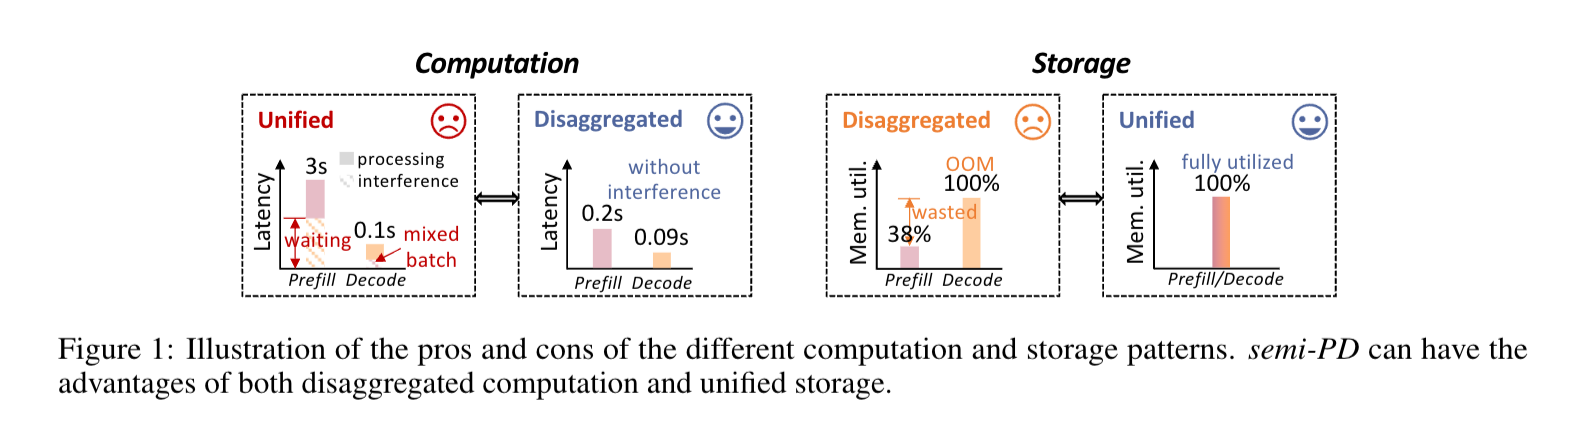 Computation
Storage
Unified
3s
processing
interference
Latency
waiting
0.1s
mixed
batch
Prefill Decode
Disaggregated
without
interference
Latency
0.2s
0.09s
Prefill Decode
Disaggregated
OOM
100%
Mem. util.
wasted
38%
Prefill Decode
Unified
fully utilized
100%
Mem. util.
Prefill/Decode
Figure 1: Illustration of the pros and cons of the different computation and storage patterns. semi-PD can have the
advantages of both disaggregated computation and unified storage.